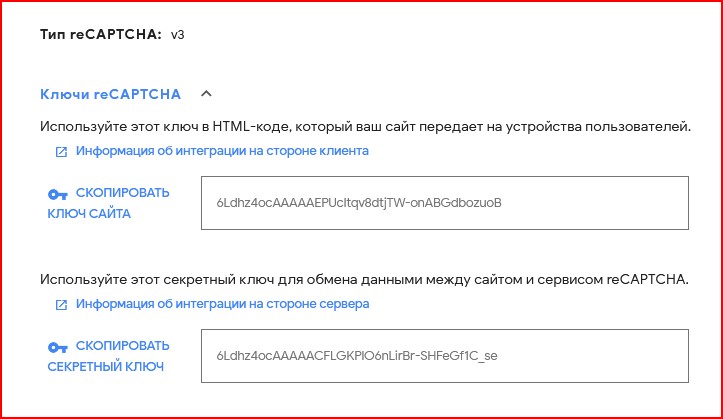 Тип reCAPTCHA: v3
Ключи reCAPTCHA
Используйте этот ключ в HTML-коде, который ваш сайт передает на устройства пользователей.
Информация об интеграции на стороне клиента
СКОПИРОВАТЬ
КЛЮЧ САЙТА
6Ldhz4ocAAAAAEPUcItqv8dtjTW-onABGdbozuoB
Используйте этот секретный ключ для обмена данными между сайтом и сервисом reCAPTCHA.
Информация об интеграции на стороне сервера
СКОПИРОВАТЬ
СЕКРЕТНЫЙ КЛЮЧ
6Ldhz4ocAAAAACFLGKPIO6nLirBr-SHFeGf1C_se